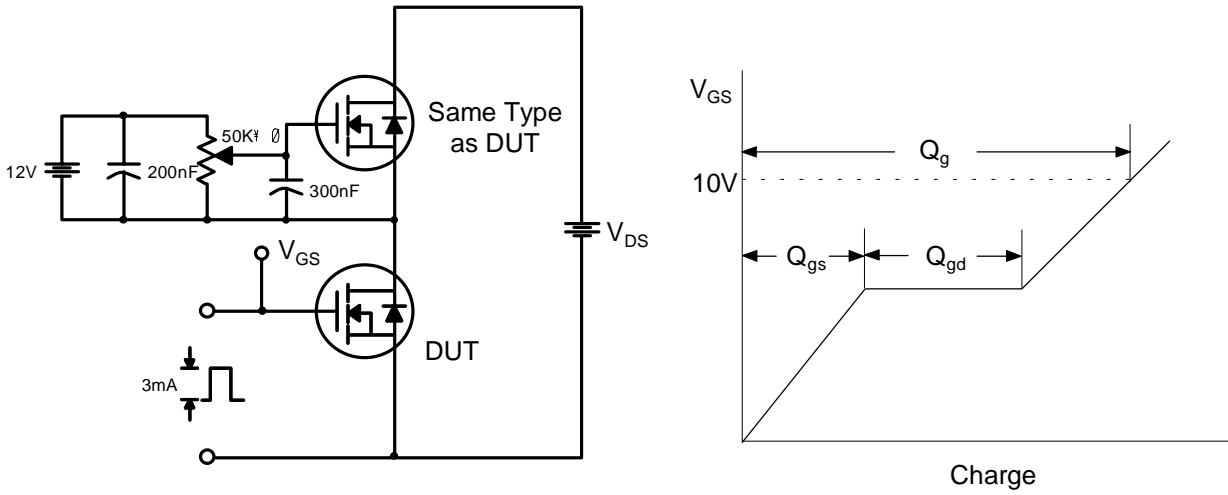 Same Type
as DUT
50K¥ Ø
12V
200nF
300nF
V_DS
V_GS
DUT
3mA
V_GS
Q_g
10V
Q_gs
Q_gd
Charge